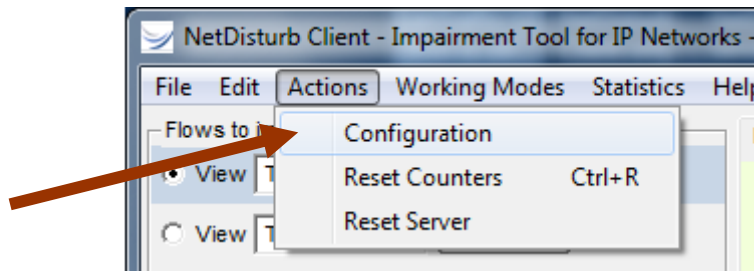 NetDisturb Client - Impairment Tool for IP Networks -
File Edit Actions Working Modes Statistics Help
Flows to i
Configuration
View T
Reset Counters Ctrl+R
Reset Server
View T